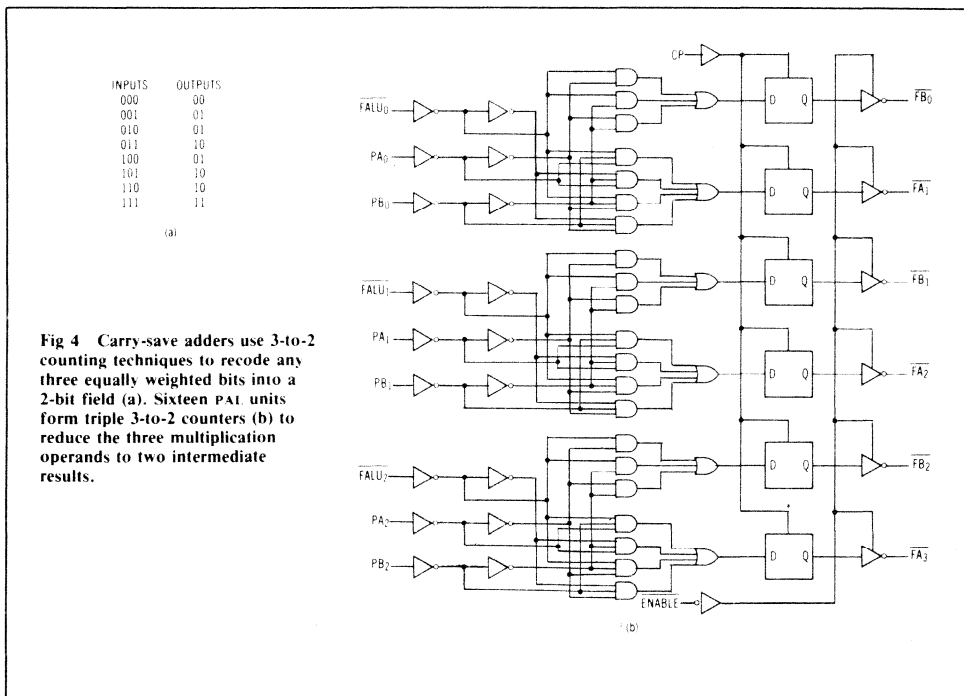 INPUTS OUTPUTS
000 00
001 01
010 01
011 10
100 01
101 10
110 10
111 11
(a)
Fig 4 Carry-save adders use 3-to-2
counting techniques to recode any
three equally weighted bits into a
2-bit field (a). Sixteen PAL units
form triple 3-to-2 counters (b) to
reduce the three multiplication
operands to two intermediate
results.
CP
FALU0
PA0
PB0
D Q
FB0
D Q
FA1
FALU1
PA1
PB1
D Q
FB1
D Q
FA2
FALU2
PA2
PB2
D Q
FB2
D Q
FA3
ENABLE
(b)